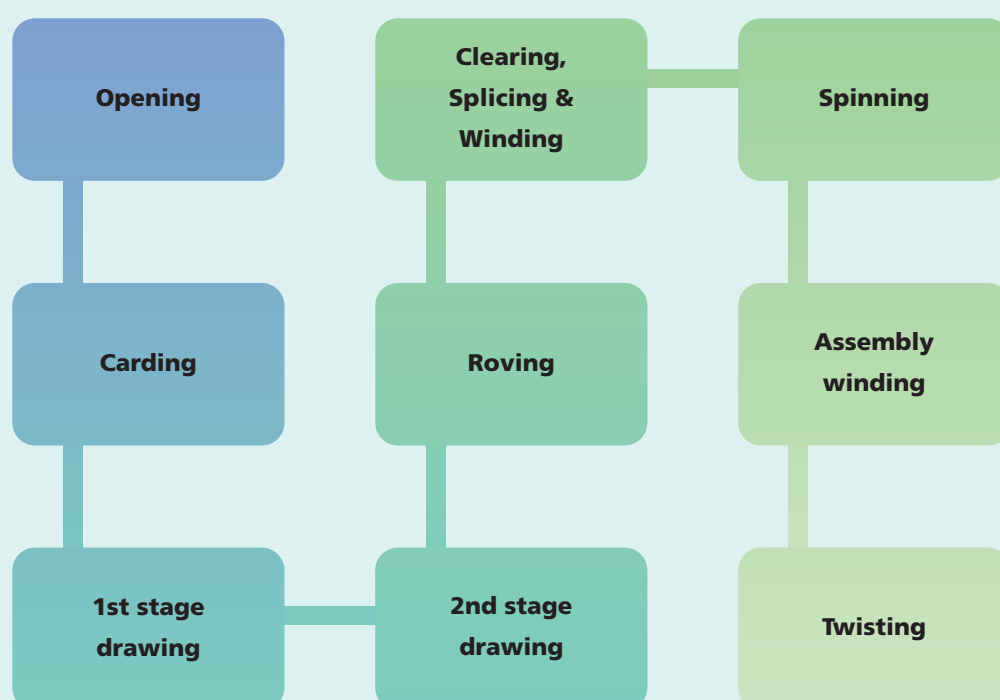 Opening
Carding
1st stage
drawing
2nd stage
drawing
Roving
Clearing,
Splicing &
Winding
Spinning
Assembly
winding
Twisting